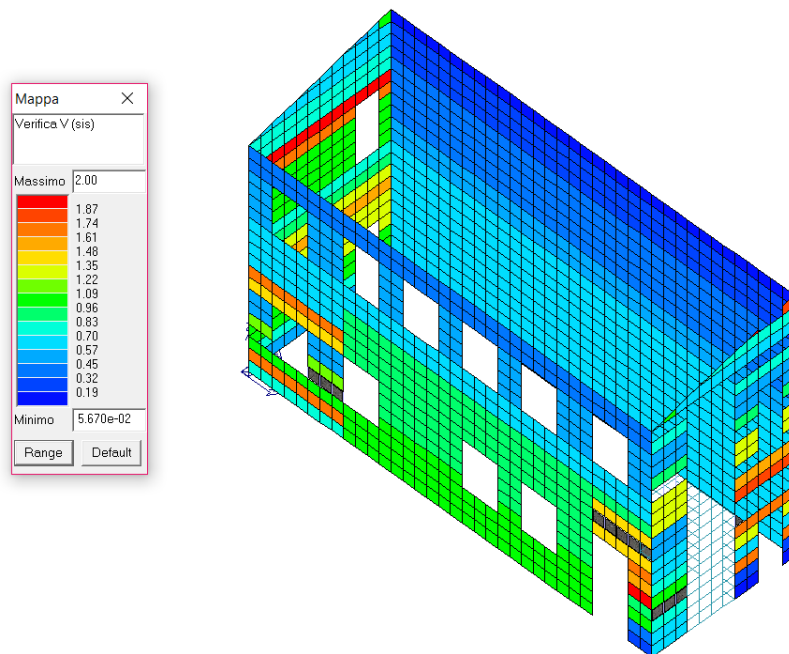 Mappa
Verifica V (sis)
Massimo 2.00
1.87
1.74
1.61
1.48
1.35
1.22
1.09
0.96
0.83
0.70
0.57
0.45
0.32
0.19
Minimo 5.670e-02
Range Default